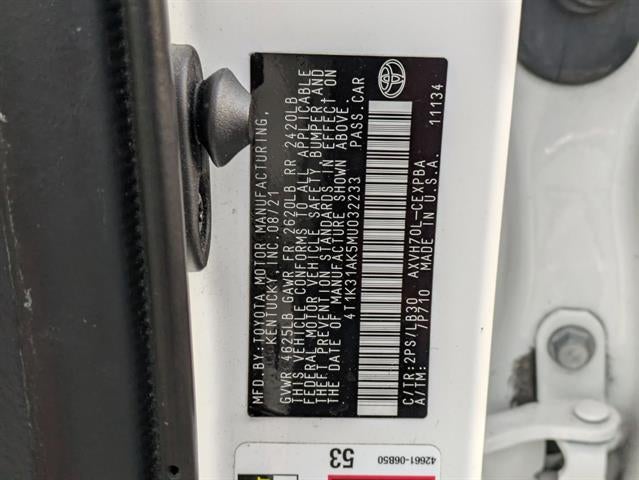 MFD.BY:TOYOTA MOTOR MANUFACTURING,
KENTUCKY, INC. 08/21
GVWR 4625LB GAWR FR 2620LB RR 2420LB
THIS VEHICLE CONFORMS TO ALL APPLICABLE
FEDERAL MOTOR VEHICLE SAFETY, BUMPER AND
THEFT PREVENTION STANDARDS IN EFFECT ON
THE DATE OF MANUFACTURE SHOWN ABOVE.
4T1K31AK5MU032233 PASS.CAR
C/TR:2PS/LB30 AXVH70L-CEXPBA
A/TM: 7P710 M/ADE IN U.S.A. 11134
53
42661-06B50